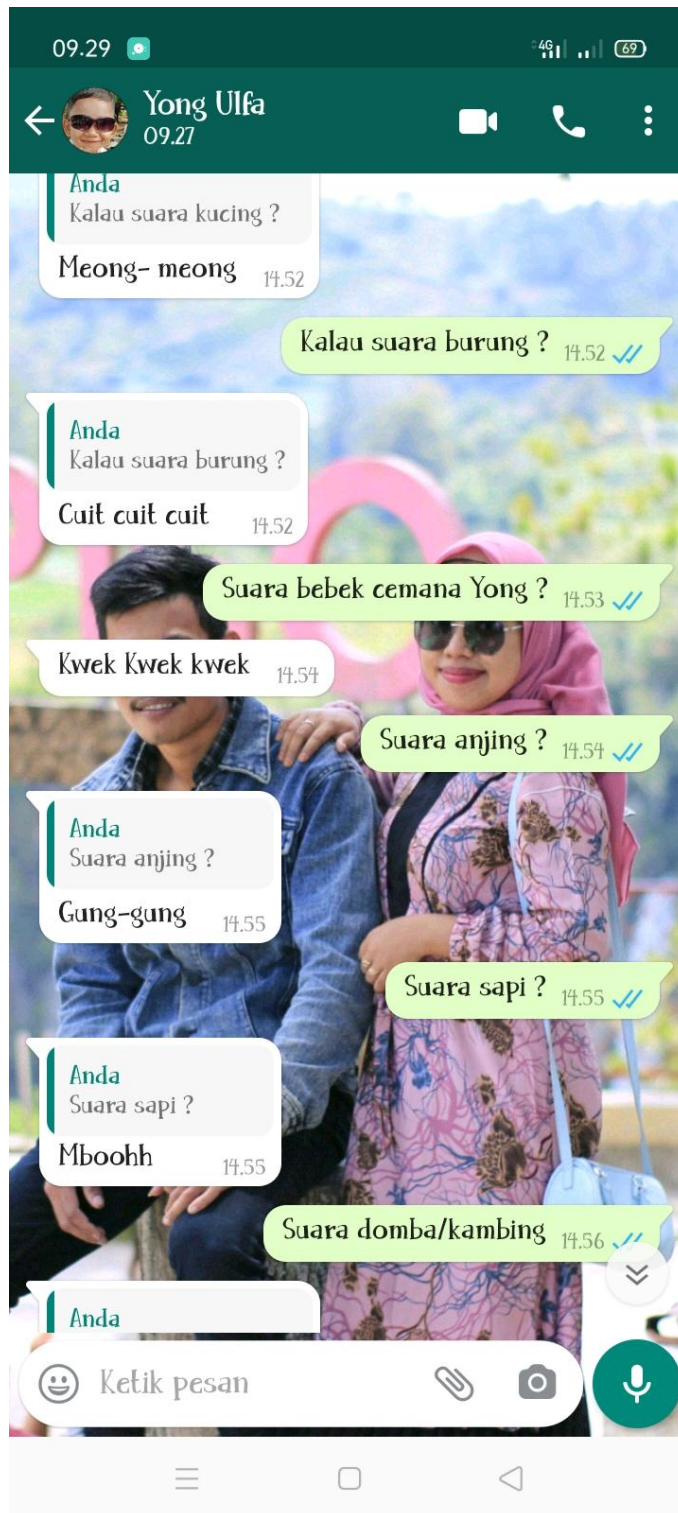 09.29
4G 69
Yong Ulfa
09.27
Anda
Kalau suara kucing ?
Meong- meong 14.52
Kalau suara burung ? 14.52
Anda
Kalau suara burung ?
Cuit cuit cuit 14.52
Suara bebek cemana Yong ? 14.53
Kwek Kwek kwek 14.54
Suara anjing ? 14.54
Anda
Suara anjing ?
Gung-gung 14.55
Suara sapi ? 14.55
Anda
Suara sapi ?
Mboohh 14.55
Suara domba/kambing 14.56
Anda
Ketik pesan